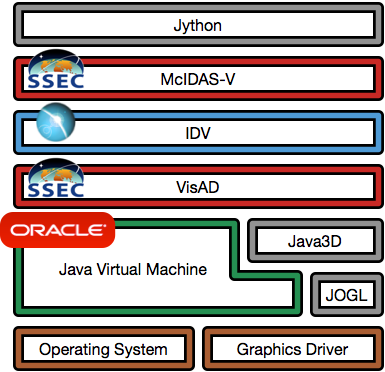 Jython
SSEC
McIDAS-V
IDV
SSEC
VisAD
ORACLE®
Java3D
Java Virtual Machine
JOGL
Operating System
Graphics Driver